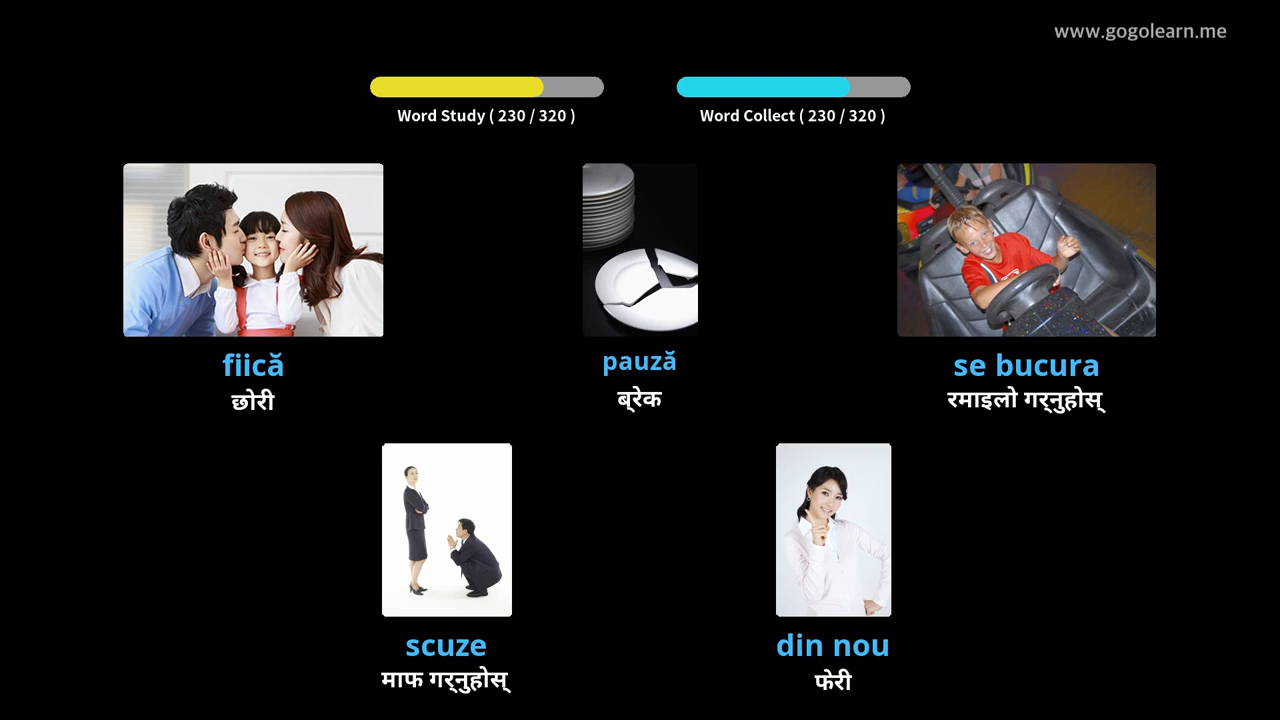 www.gogolearn.me
Word Study ( 230 / 320 )
Word Collect ( 230 / 320 )
fiică
छोरी
pauză
ब्रेक
se bucura
रमाइलो गर्नुहोस्
scuze
माफ गर्नुहोस्
din nou
फेरी